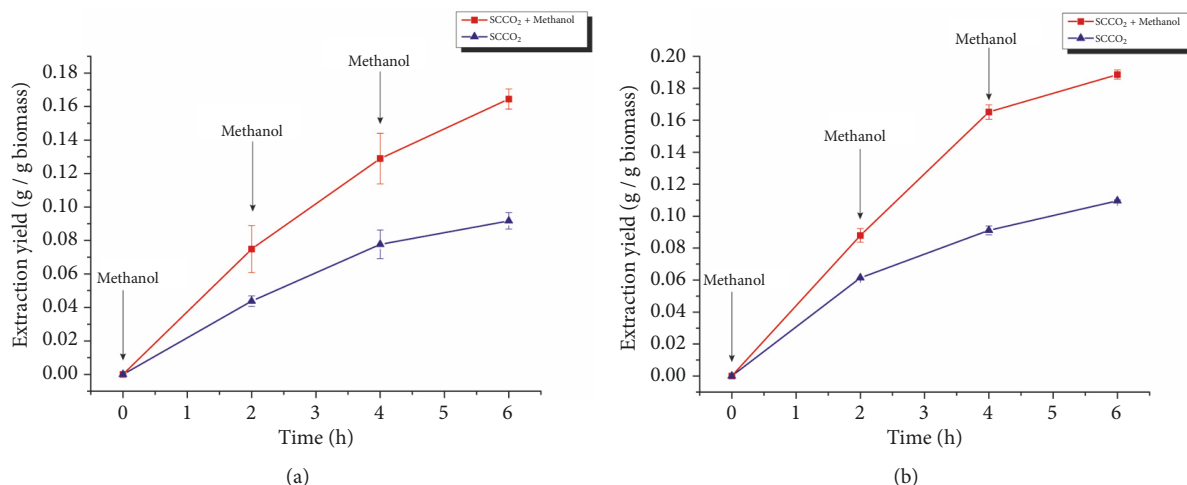 SCCO₂ + Methanol
SCCO₂
0.18
0.16
0.14
0.12
0.10
0.08
0.06
0.04
0.02
0.00
Extraction yield (g / g biomass)
Methanol
Methanol
Methanol
0 1 2 3 4 5 6
Time (h)
(a)
SCCO₂ + Methanol
SCCO₂
0.20
0.18
0.16
0.14
0.12
0.10
0.08
0.06
0.04
0.02
0.00
Extraction yield (g / g biomass)
Methanol
Methanol
Methanol
0 1 2 3 4 5 6
Time (h)
(b)